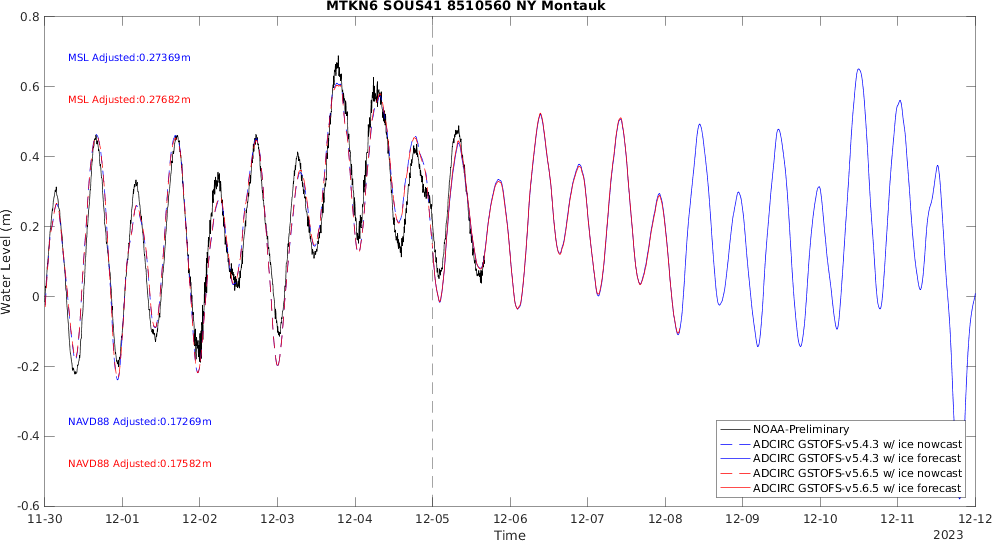 MTKN6 SOUS41 8510560 NY Montauk
0.8
0.6
0.4
0.2
0
-0.2
-0.4
-0.6
Water Level (m)
MSL Adjusted:0.27369m
MSL Adjusted:0.27682m
NAVD88 Adjusted:0.17269m
NAVD88 Adjusted:0.17582m
NOAA-Preliminary
ADCIRC GSTOFS-v5.4.3 w/ ice nowcast
ADCIRC GSTOFS-v5.4.3 w/ ice forecast
ADCIRC GSTOFS-v5.6.5 w/ ice nowcast
ADCIRC GSTOFS-v5.6.5 w/ ice forecast
11-30 12-01 12-02 12-03 12-04 12-05 12-06 12-07 12-08 12-09 12-10 12-11 12-12
Time
2023